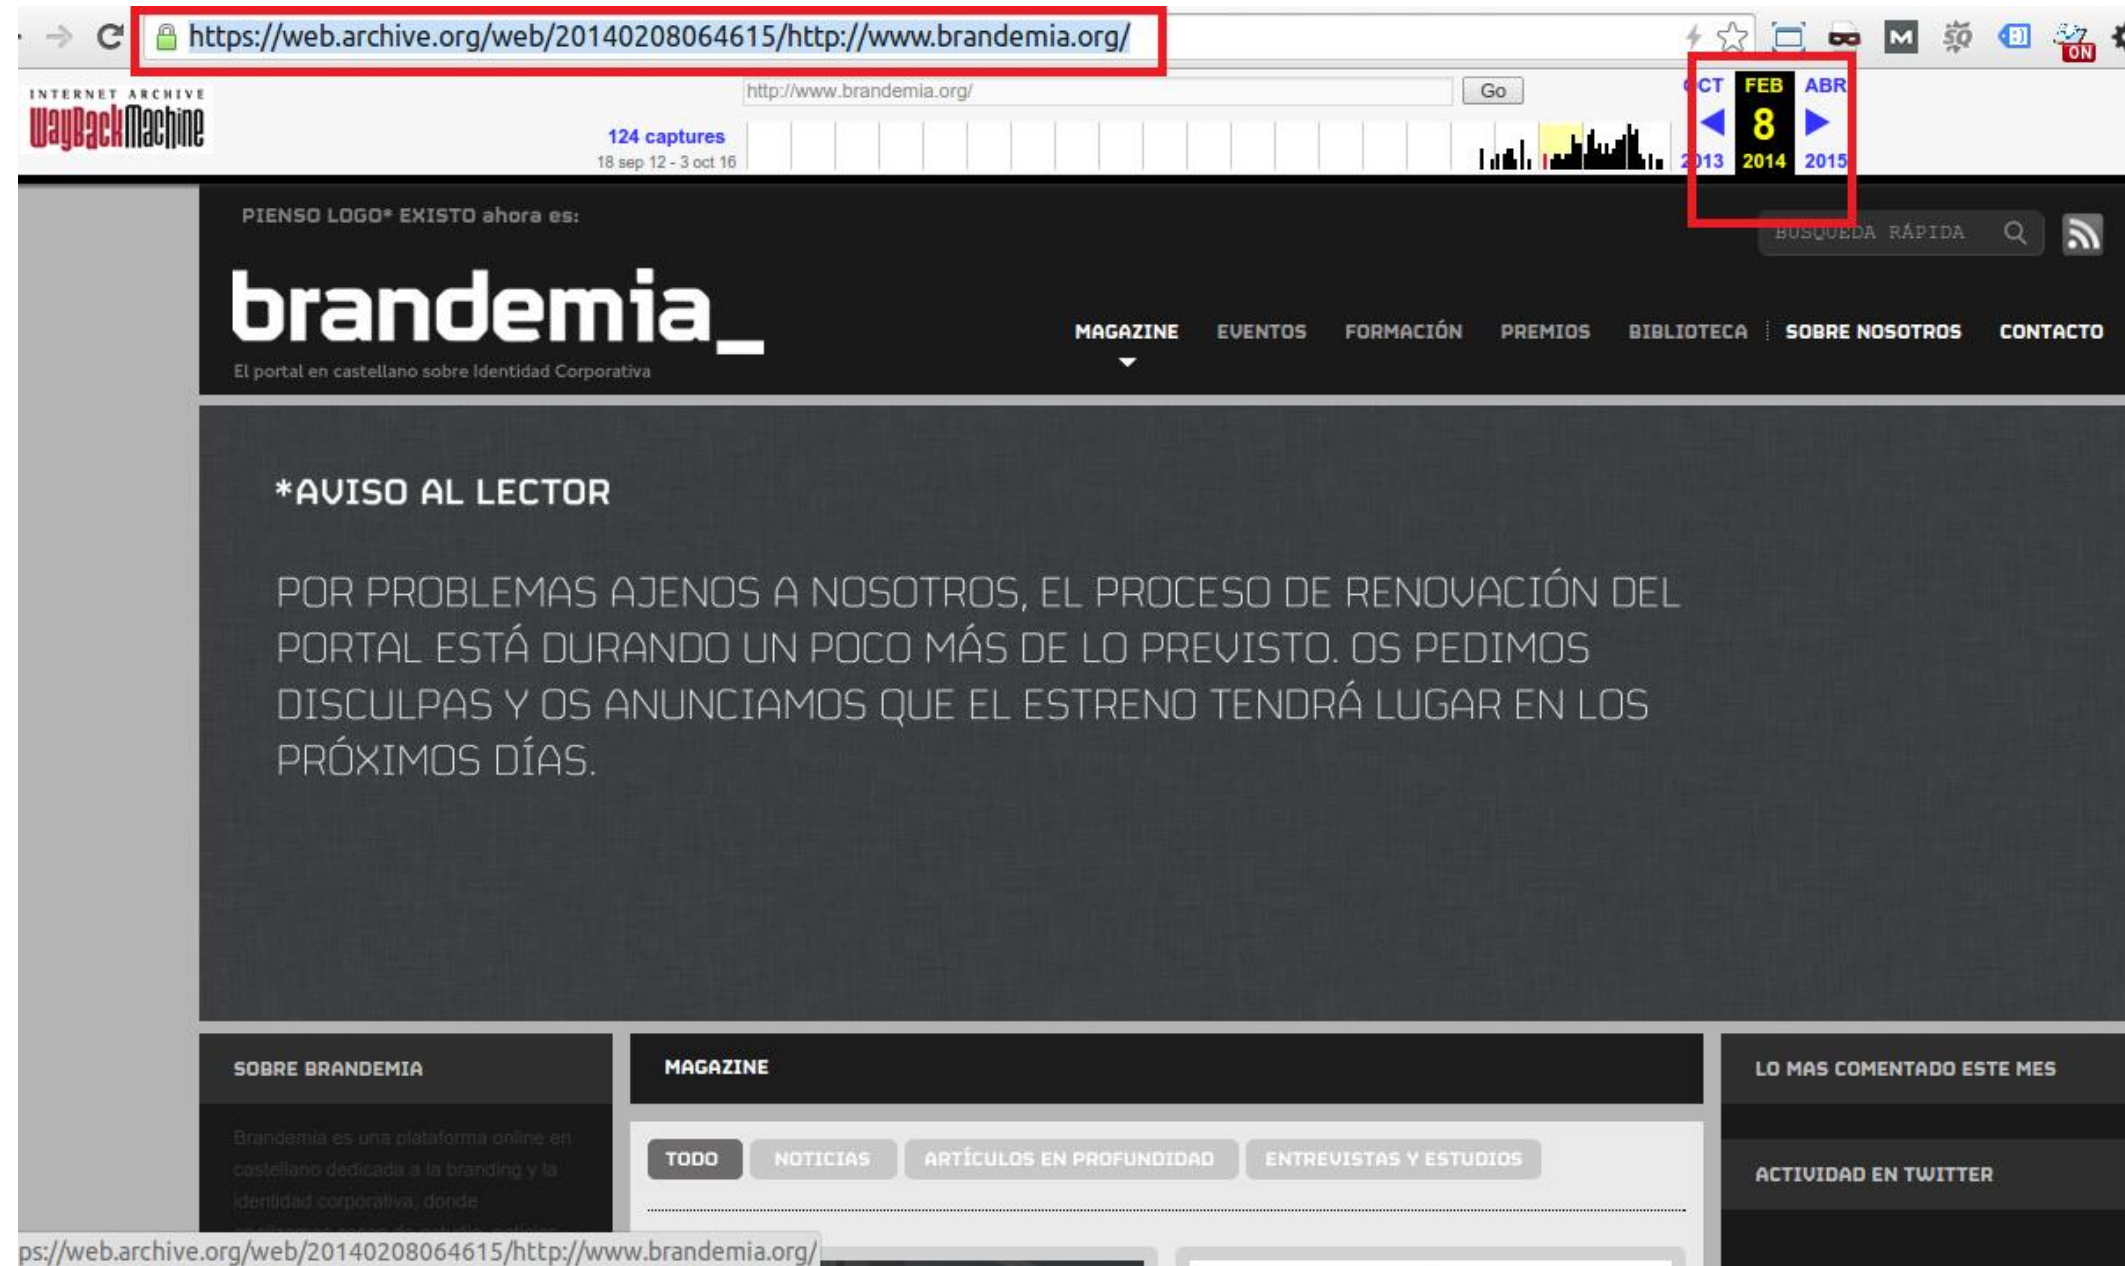 https://web.archive.org/web/20140208064615/http://www.brandemia.org/
ON
INTERNET ARCHIVE
WayBackMachine
http://www.brandemia.org/
Go
OCT FEB ABR
124 captures
8
18 sep 12 - 3 oct 16
2013 2014 2015
PIENSO LOGO* EXISTO ahora es:
BÚSQUEDA RÁPIDA
brandemia_
MAGAZINE EVENTOS FORMACIÓN PREMIOS BIBLIOTECA SOBRE NOSOTROS CONTACTO
El portal en castellano sobre Identidad Corporativa
*AVISO AL LECTOR
POR PROBLEMAS AJENOS A NOSOTROS, EL PROCESO DE RENOVACIÓN DEL
PORTAL ESTÁ DURANDO UN POCO MÁS DE LO PREVISTO. OS PEDIMOS
DISCULPAS Y OS ANUNCIAMOS QUE EL ESTRENO TENDRÁ LUGAR EN LOS
PRÓXIMOS DÍAS.
SOBRE BRANDEMIA
MAGAZINE
LO MAS COMENTADO ESTE MES
Brandemia es una plataforma online en
castellano dedicada a la branding y la
identidad corporativa, donde
TODO NOTICIAS ARTÍCULOS EN PROFUNDIDAD ENTREVISTAS Y ESTUDIOS
ACTIVIDAD EN TWITTER
ps://web.archive.org/web/20140208064615/http://www.brandemia.org/